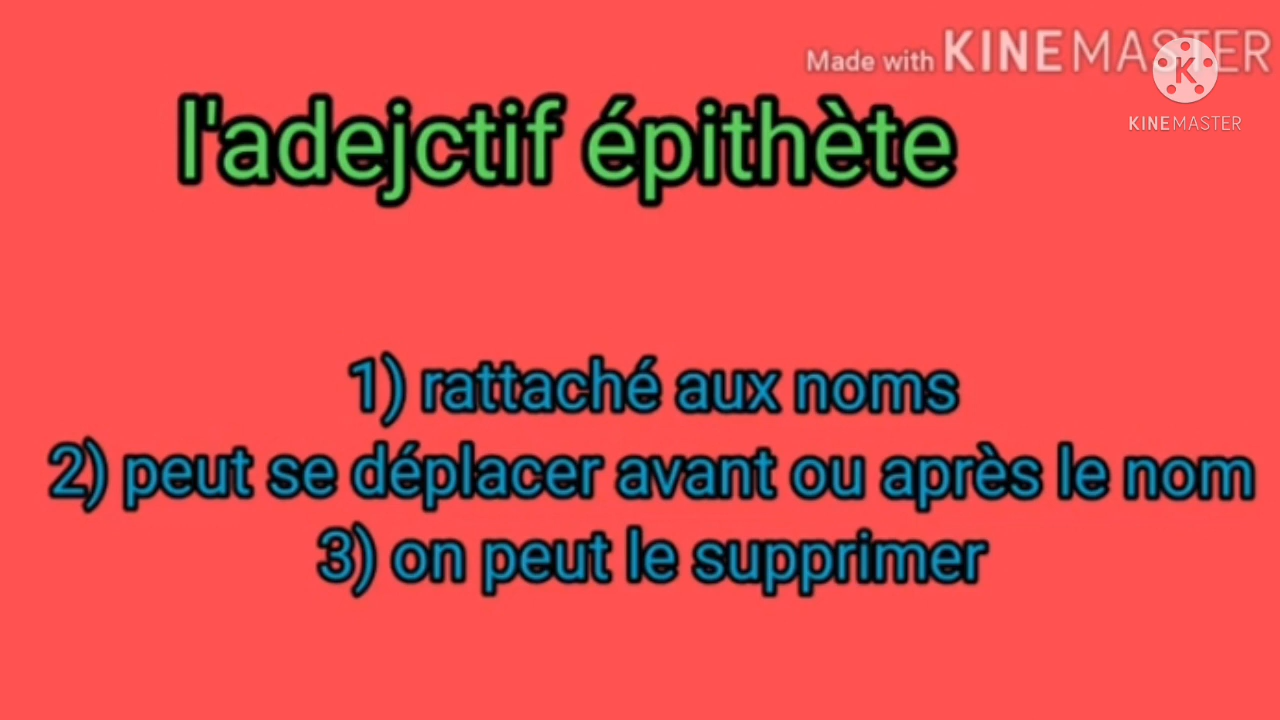 Made with KINEMASTER
KINEMASTER
l'adejctif épithète
1) rattaché aux noms
2) peut se déplacer avant ou après le nom
3) on peut le supprimer